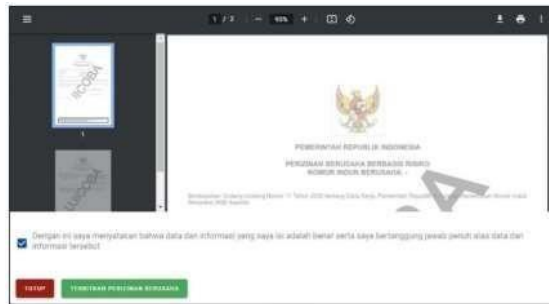 1 / 2
UJICOBA
1
PEMERINTAH REPUBLIK INDONESIA
PERIZINAN BERUSAHA BERBASIS RISIKO
NOMOR INDUK BERUSAHA: -
Dengan ini saya menyatakan bahwa data dan informasi yang saya isi adalah benar serta saya bertanggung jawab penuh atas data dan
informasi tersebut
TUTUP
TERBITKAN PERIZINAN BERUSAHA